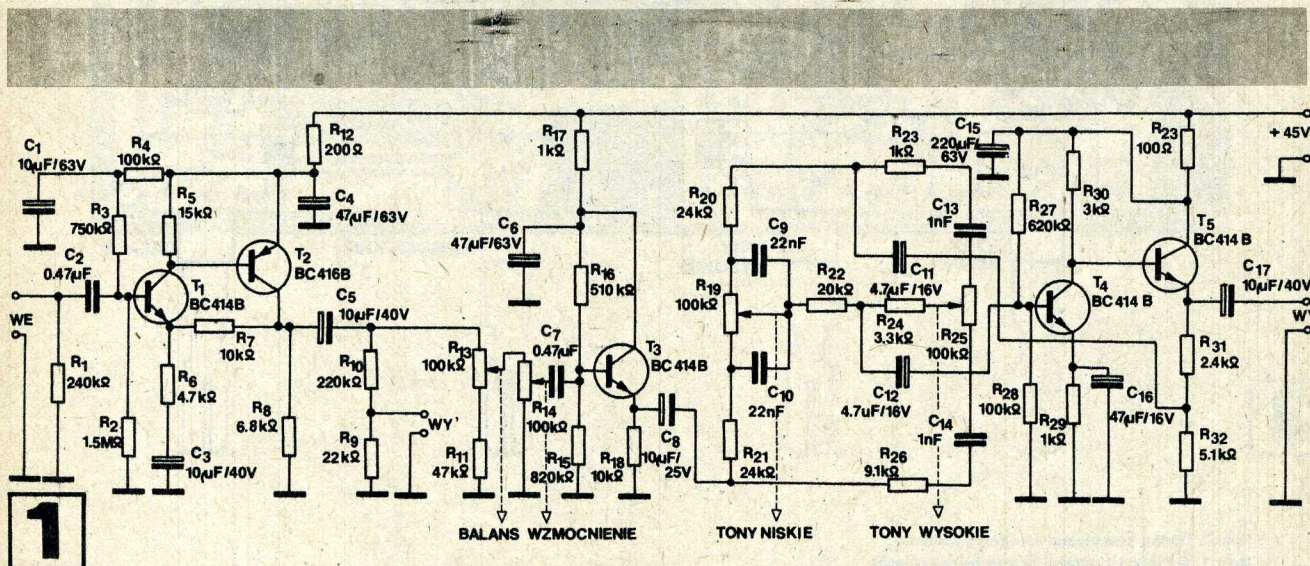 C1
10µF/63V
R4
100kΩ
R3
750kΩ
R5
15kΩ
C2
0.47µF
WE
R1
240kΩ
R2
1.5MΩ
T1
BC414B
R6
4.7kΩ
C3
10µF/40V
R7
10kΩ
R8
6.8kΩ
T2
BC416B
R12
200Ω
C4
47µF/63V
C5
10µF/40V
R10
220kΩ
R9
22kΩ
WY'
R13
100kΩ
R11
47kΩ
R14
100kΩ
C7
0.47µF
C6
47µF/63V
R17
1kΩ
R16
510kΩ
R15
820kΩ
T3
BC414B
R18
10kΩ
C8
10µF/
25V
R20
24kΩ
R19
100kΩ
R21
24kΩ
C9
22nF
C10
22nF
R22
20kΩ
R23
1kΩ
C11
4.7µF/16V
R24
3.3kΩ
C12
4.7uF/16V
C13
1nF
R25
100kΩ
C14
1nF
R26
9.1kΩ
C15
220µF/
63V
R27
620kΩ
R28
100kΩ
R30
3kΩ
T4
BC414B
R29
1kΩ
C16
47µF/16V
R23
100Ω
T5
BC414B
R31
2.4kΩ
R32
5.1kΩ
C17
10µF/40V
+45V
WY
BALANS WZMOCNIENIE
TONY NISKIE
TONY WYSOKIE
1